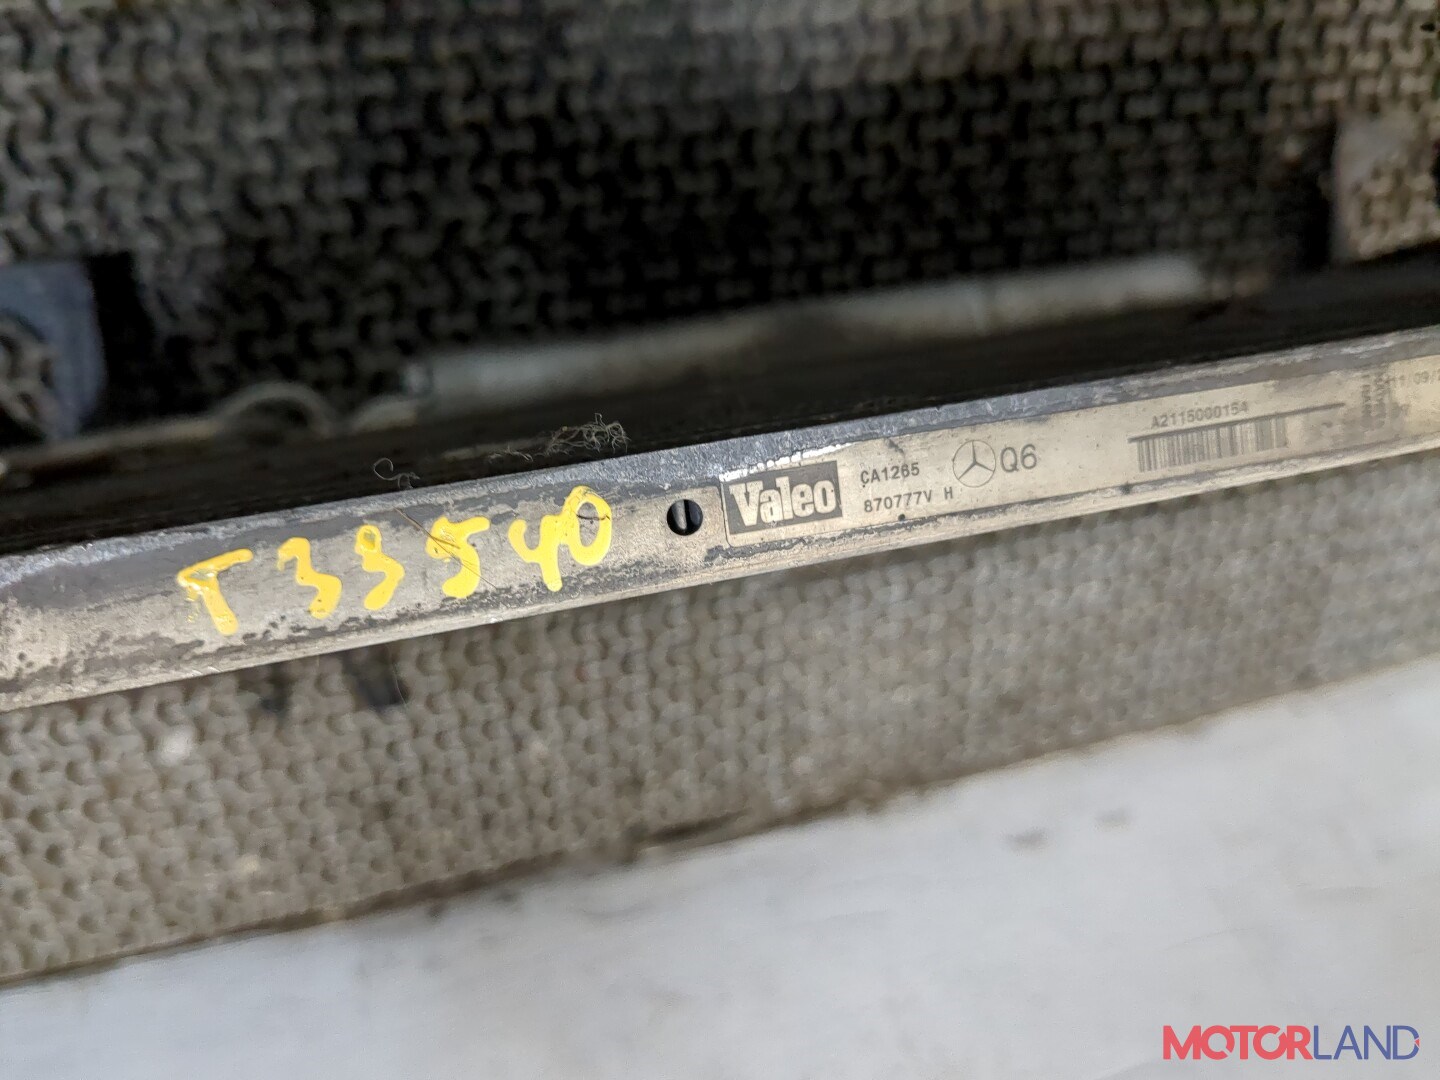 T33540
Valeo
CA1265
870777V H
Q6
A2115000154
MOTORLAND